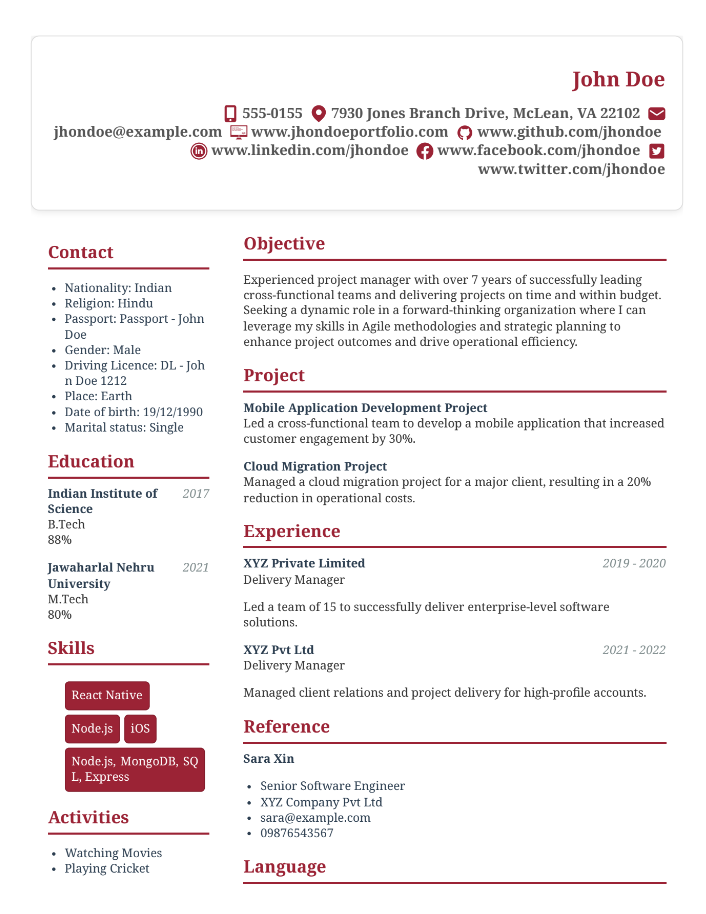 John Doe
555-0155 7930 Jones Branch Drive, McLean, VA 22102
jhondoe@example.com www.jhondoeportfolio.com www.github.com/jhondoe
www.linkedin.com/jhondoe www.facebook.com/jhondoe
www.twitter.com/jhondoe
Contact
• Nationality: Indian
• Religion: Hindu
• Passport: Passport - John
Doe
• Gender: Male
• Driving Licence: DL - Joh
n Doe 1212
• Place: Earth
• Date of birth: 19/12/1990
• Marital status: Single
Education
Indian Institute of 2017
Science
B.Tech
88%
Jawaharlal Nehru 2021
University
M.Tech
80%
Skills
React Native
Node.js iOS
Node.js, MongoDB, SQ
L, Express
Activities
• Watching Movies
• Playing Cricket
Objective
Experienced project manager with over 7 years of successfully leading
cross-functional teams and delivering projects on time and within budget.
Seeking a dynamic role in a forward-thinking organization where I can
leverage my skills in Agile methodologies and strategic planning to
enhance project outcomes and drive operational efficiency.
Project
Mobile Application Development Project
Led a cross-functional team to develop a mobile application that increased
customer engagement by 30%.
Cloud Migration Project
Managed a cloud migration project for a major client, resulting in a 20%
reduction in operational costs.
Experience
XYZ Private Limited 2019 - 2020
Delivery Manager
Led a team of 15 to successfully deliver enterprise-level software
solutions.
XYZ Pvt Ltd 2021 - 2022
Delivery Manager
Managed client relations and project delivery for high-profile accounts.
Reference
Sara Xin
• Senior Software Engineer
• XYZ Company Pvt Ltd
• sara@example.com
• 09876543567
Language